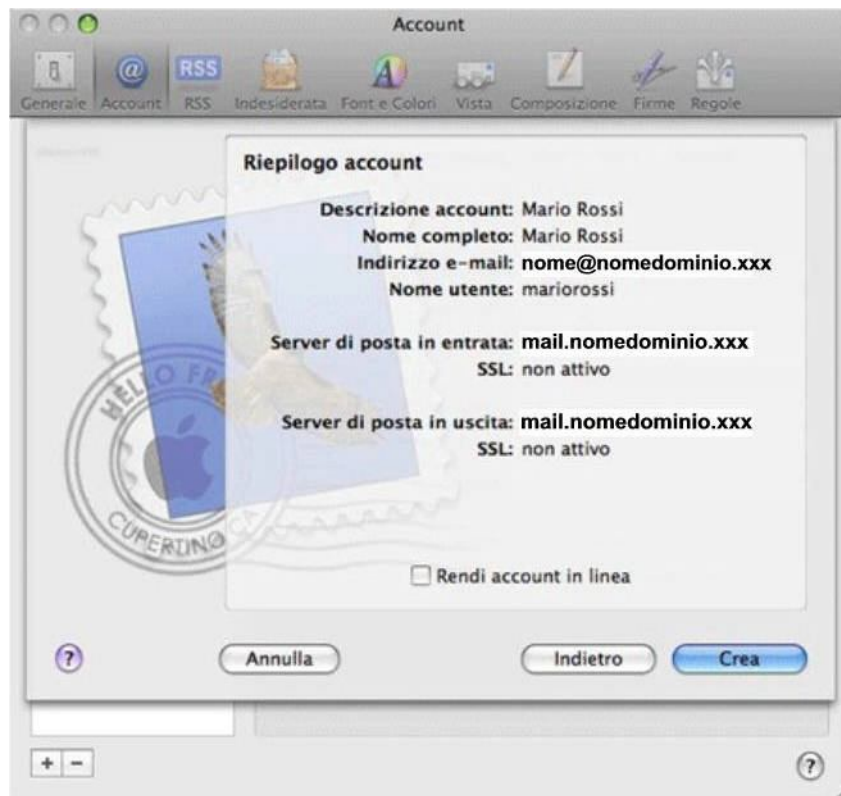 Account
Generale Account RSS Indesiderata Font e Colori Vista Composizione Firme Regole
RSS
Riepilogo account
Descrizione account: Mario Rossi
Nome completo: Mario Rossi
Indirizzo e-mail: nome@nomedominio.xxx
Nome utente: mariorossi
Server di posta in entrata: mail.nomedominio.xxx
SSL: non attivo
Server di posta in uscita: mail.nomedominio.xxx
SSL: non attivo
HELLO FR
CUPERTINO CA
Rendi account in linea
? Annulla Indietro Crea
+ - ?